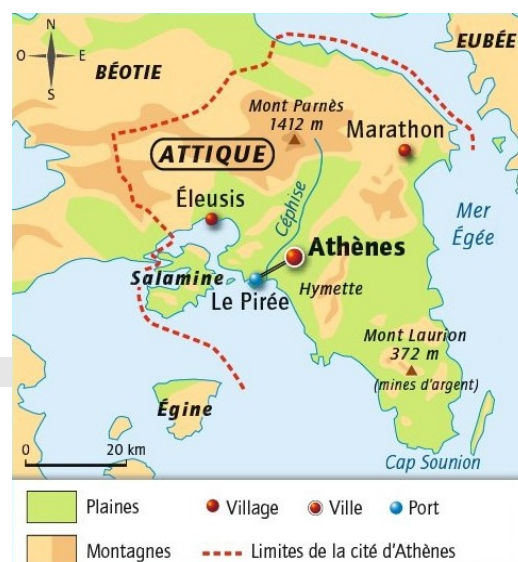 N
O E
S
BÉOTIE
EUBÉE
Mont Parnès
1412 m
Marathon
ATTIQUE
Éleusis
Céphise
Mer
Égée
Athènes
Salamine
Le Pirée
Hymette
Mont Laurion
372 m
(mines d'argent)
Égine
0 20 km
Cap Sounion
Plaines
Village
Ville
Port
Montagnes
Limites de la cité d'Athènes